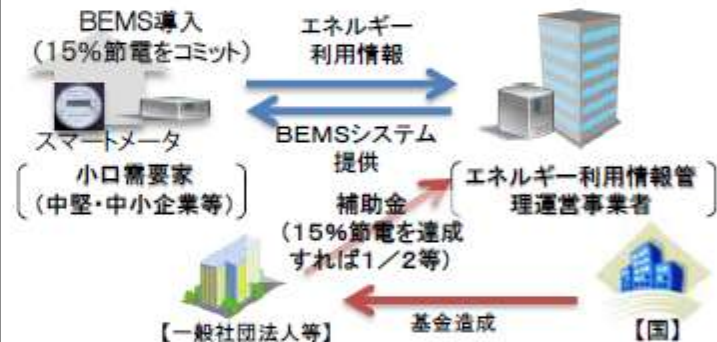 BEMS導入
（15％節電をコミット）
エネルギー
利用情報
スマートメータ
BEMSシステム
提供
小口需要家
（中堅・中小企業等）
エネルギー利用情報管
理運営事業者
補助金
（15％節電を達成
すれば1／2等）
基金造成
【一般社団法人等】
【国】